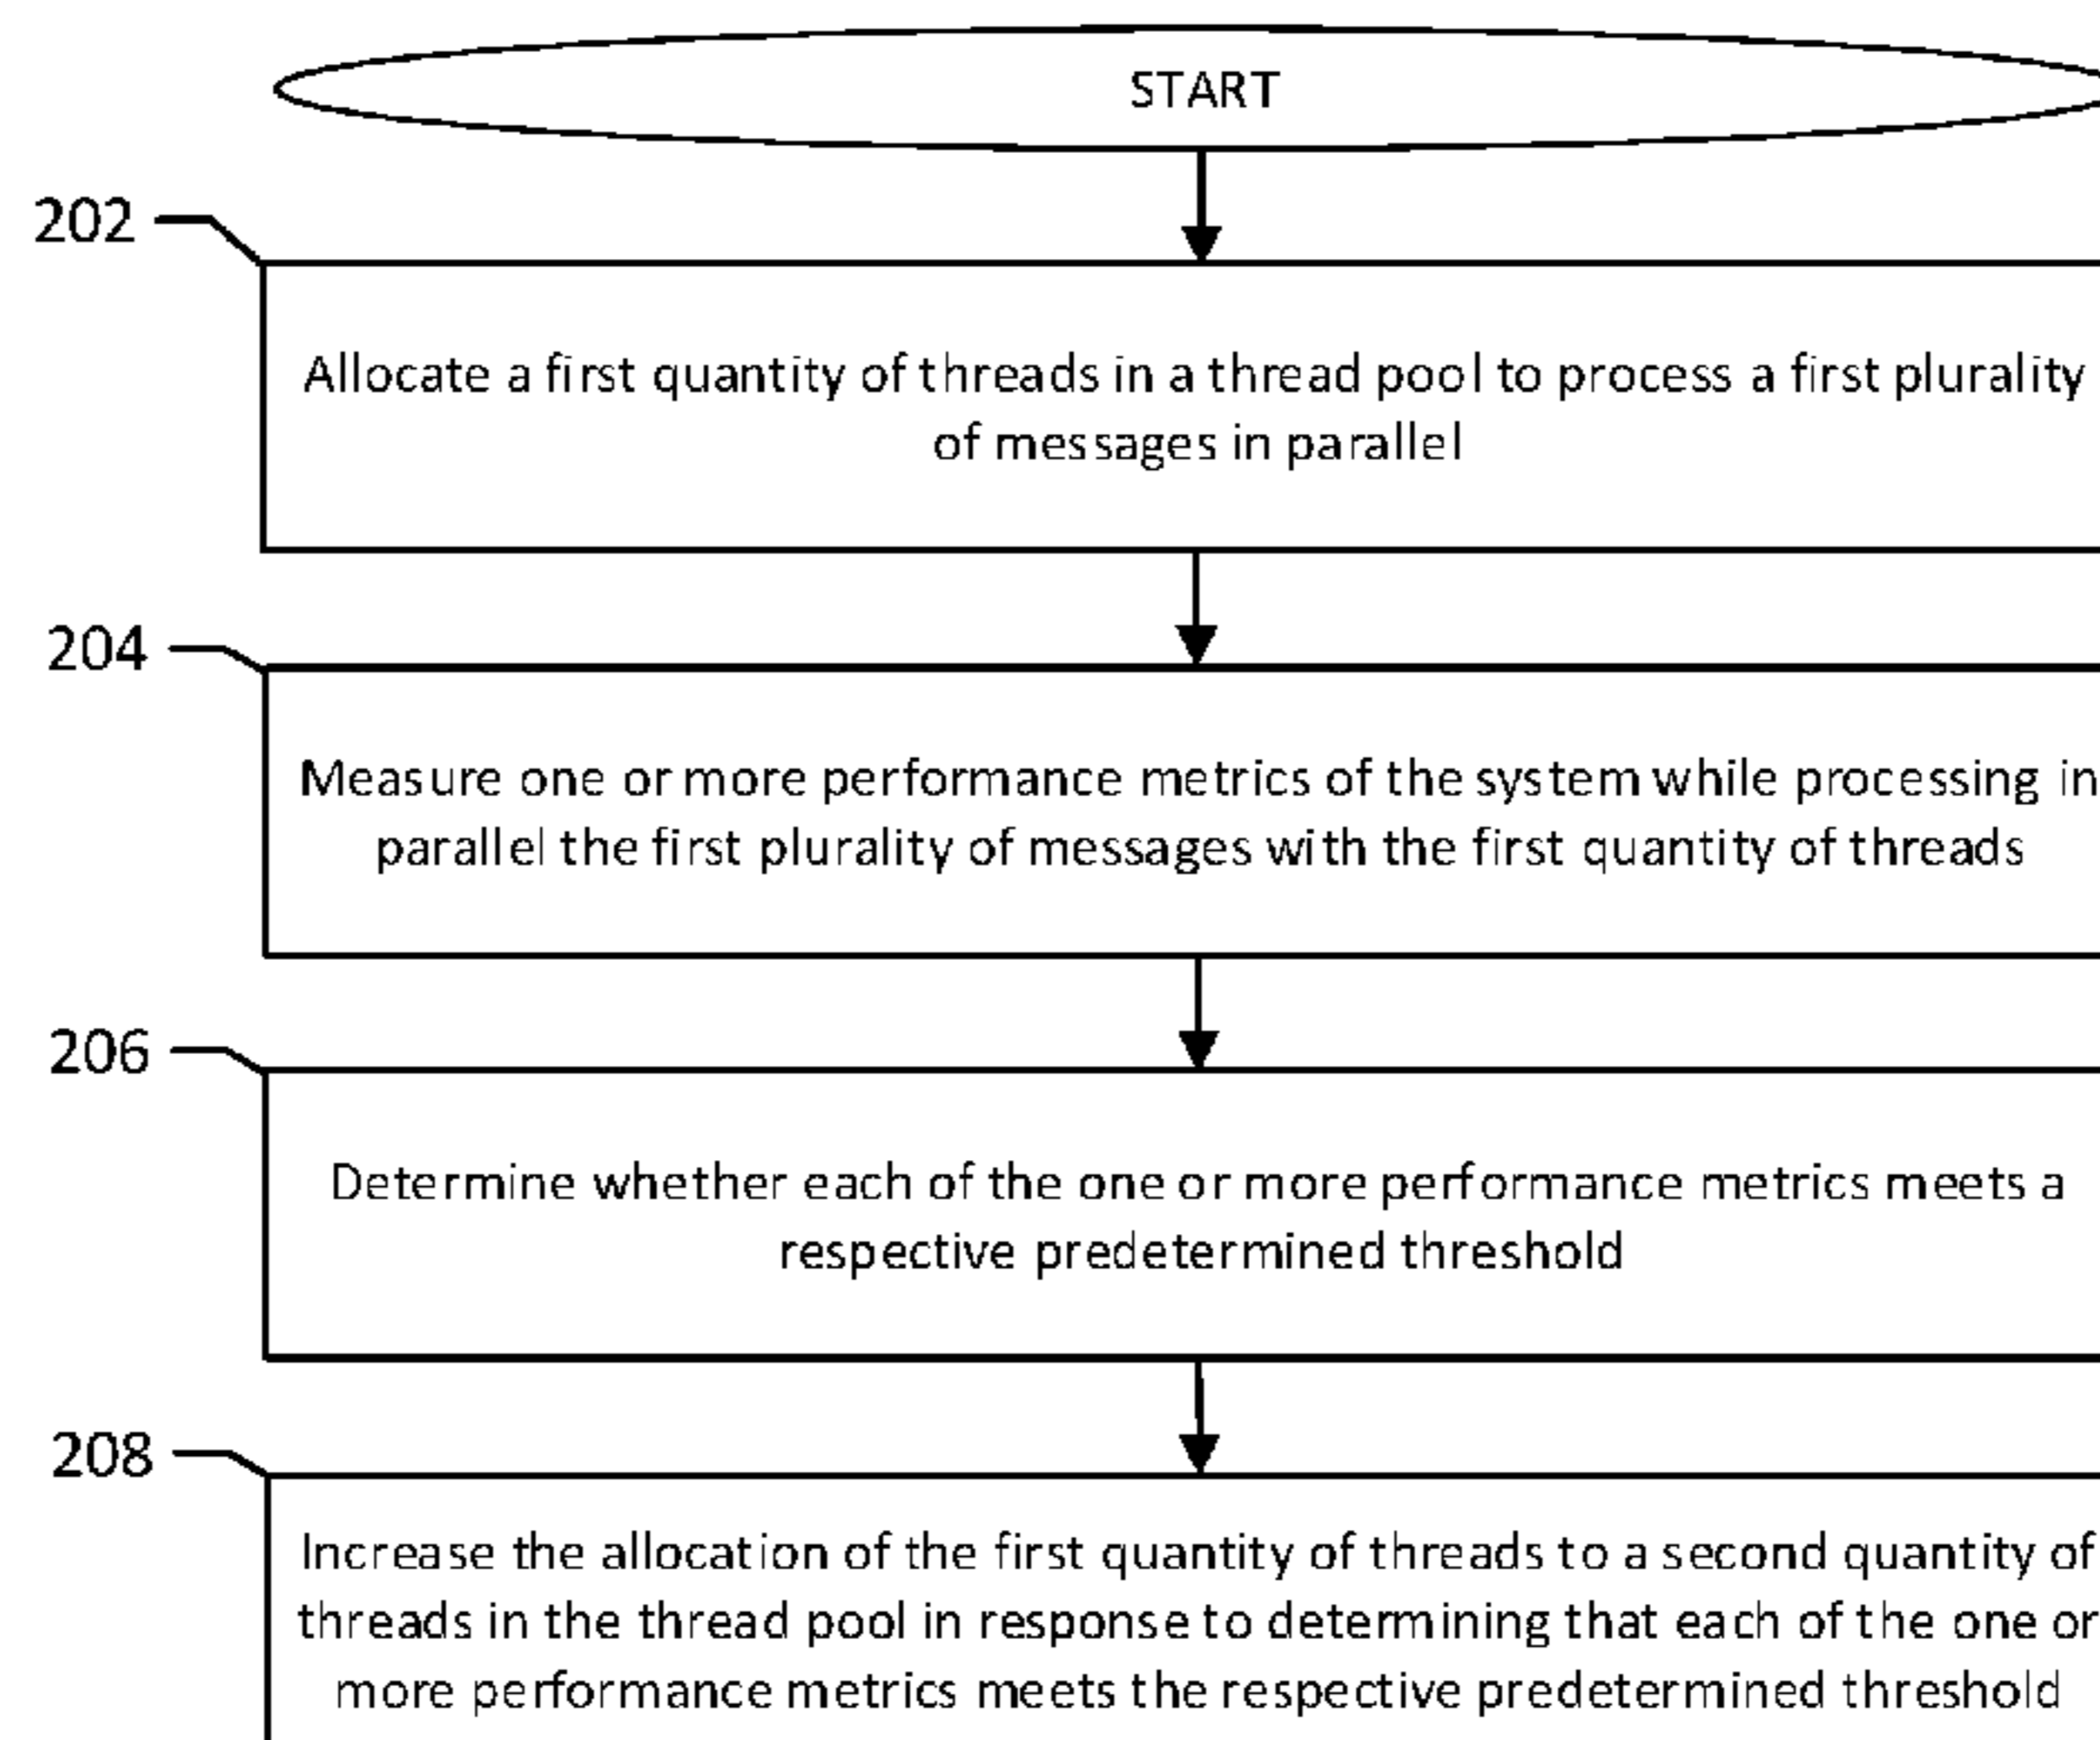 START
202
Allocate a first quantity of threads in a thread pool to process a first plurality
of messages in parallel
204
Measure one or more performance metrics of the system while processing in
parallel the first plurality of messages with the first quantity of threads
206
Determine whether each of the one or more performance metrics meets a
respective predetermined threshold
208
Increase the allocation of the first quantity of threads to a second quantity of
threads in the thread pool in response to determining that each of the one or
more performance metrics meets the respective predetermined threshold